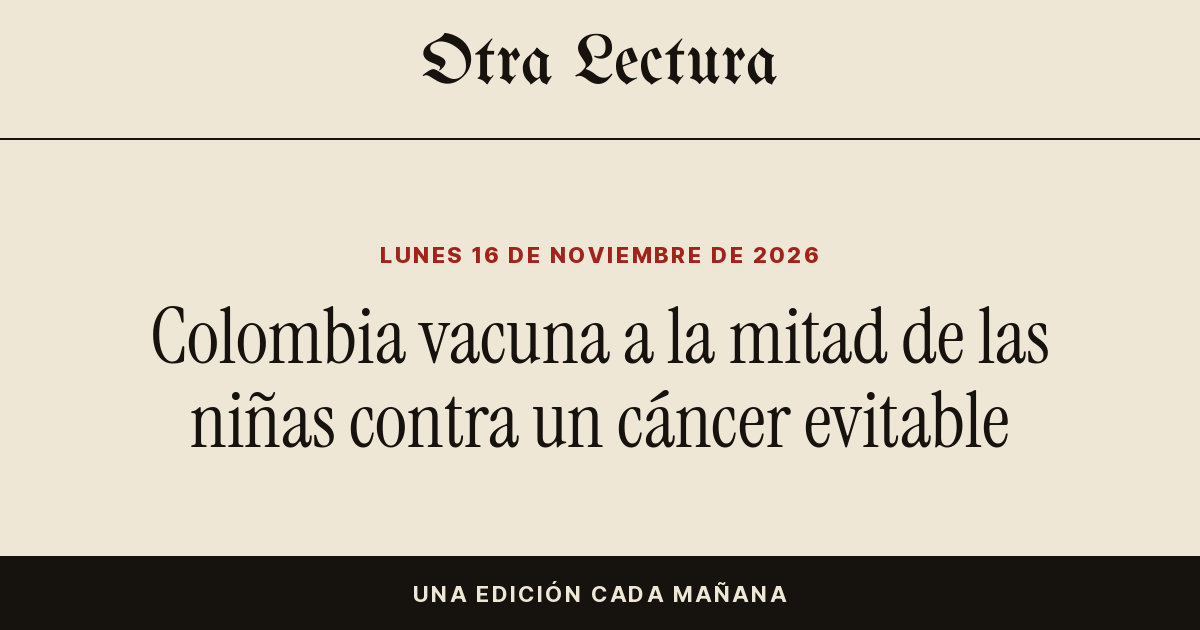 Otra Lectura
LUNES 16 DE NOVIEMBRE DE 2026
Colombia vacuna a la mitad de las
niñas contra un cáncer evitable
UNA EDICIÓN CADA MAÑANA